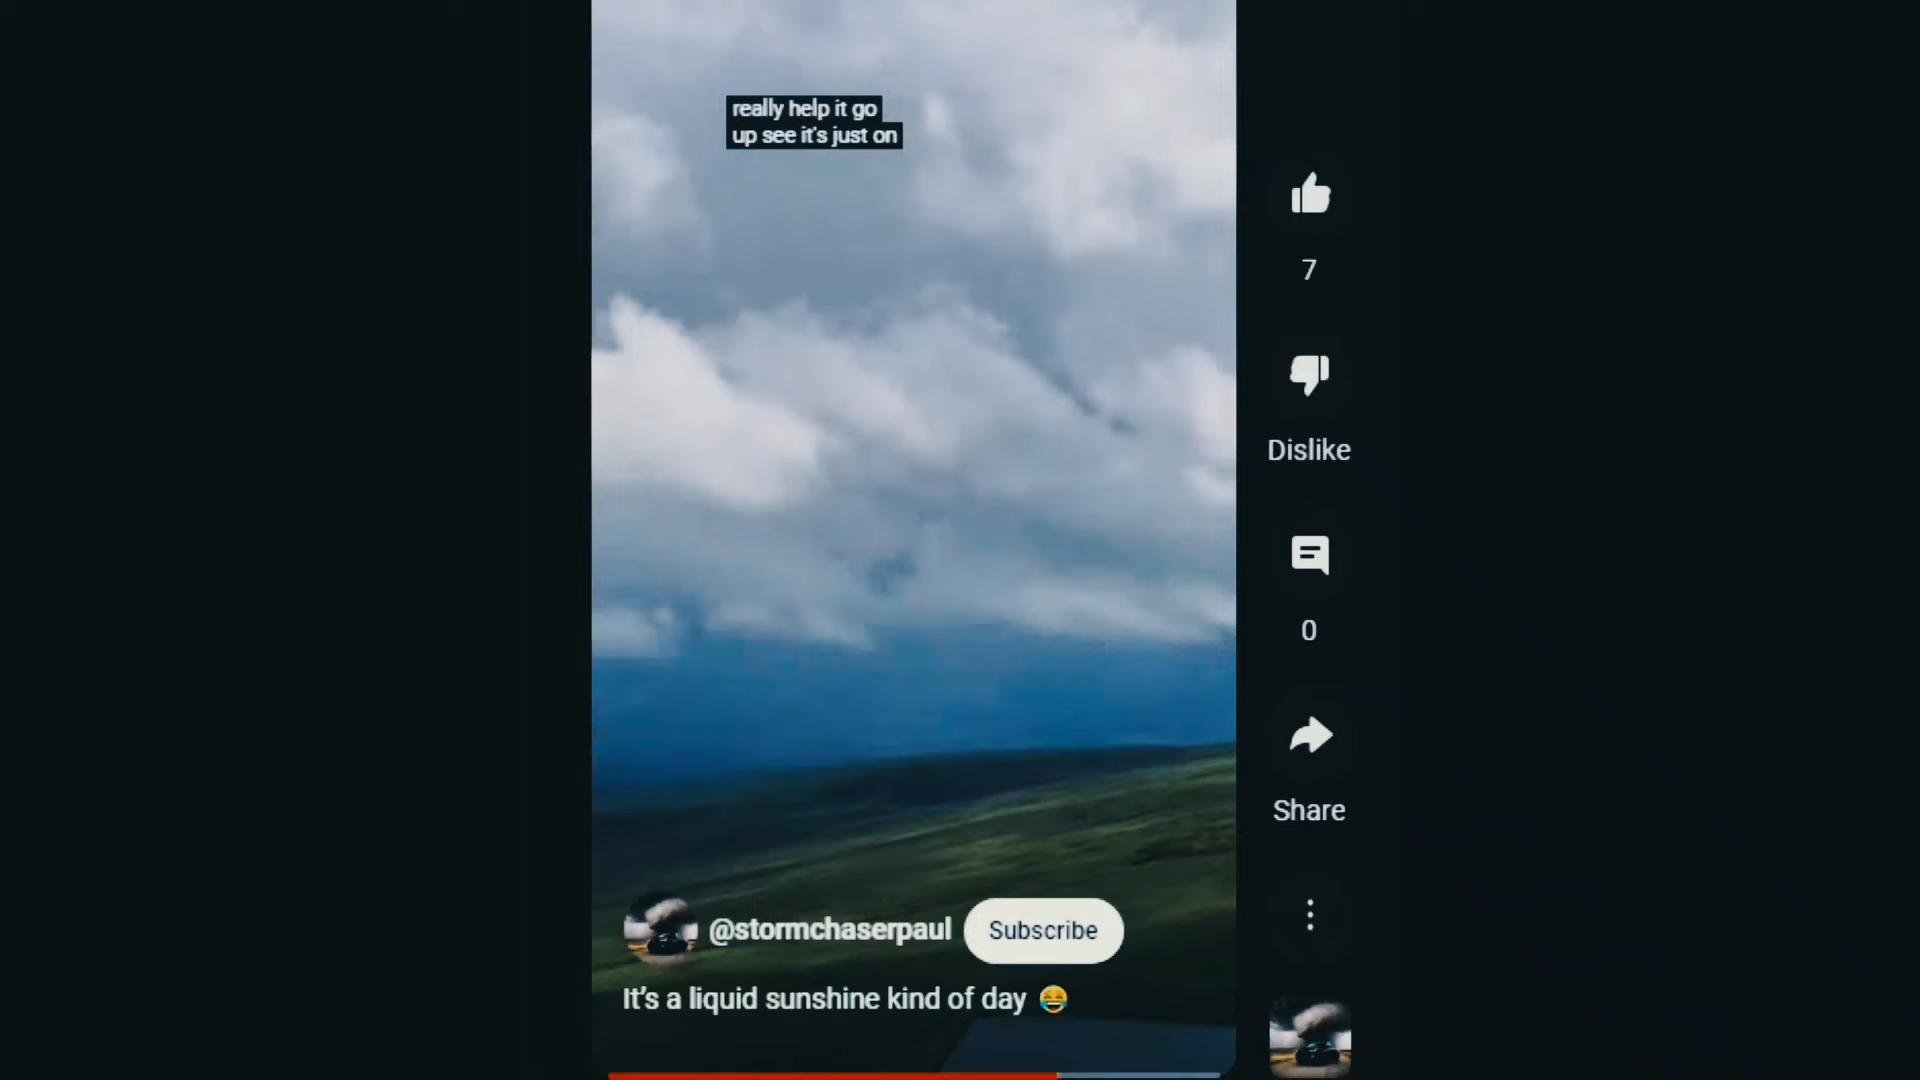 really help it go
up see it's just on
7
Dislike
0
Share
@stormchaserpaul
Subscribe
It's a liquid sunshine kind of day 😂